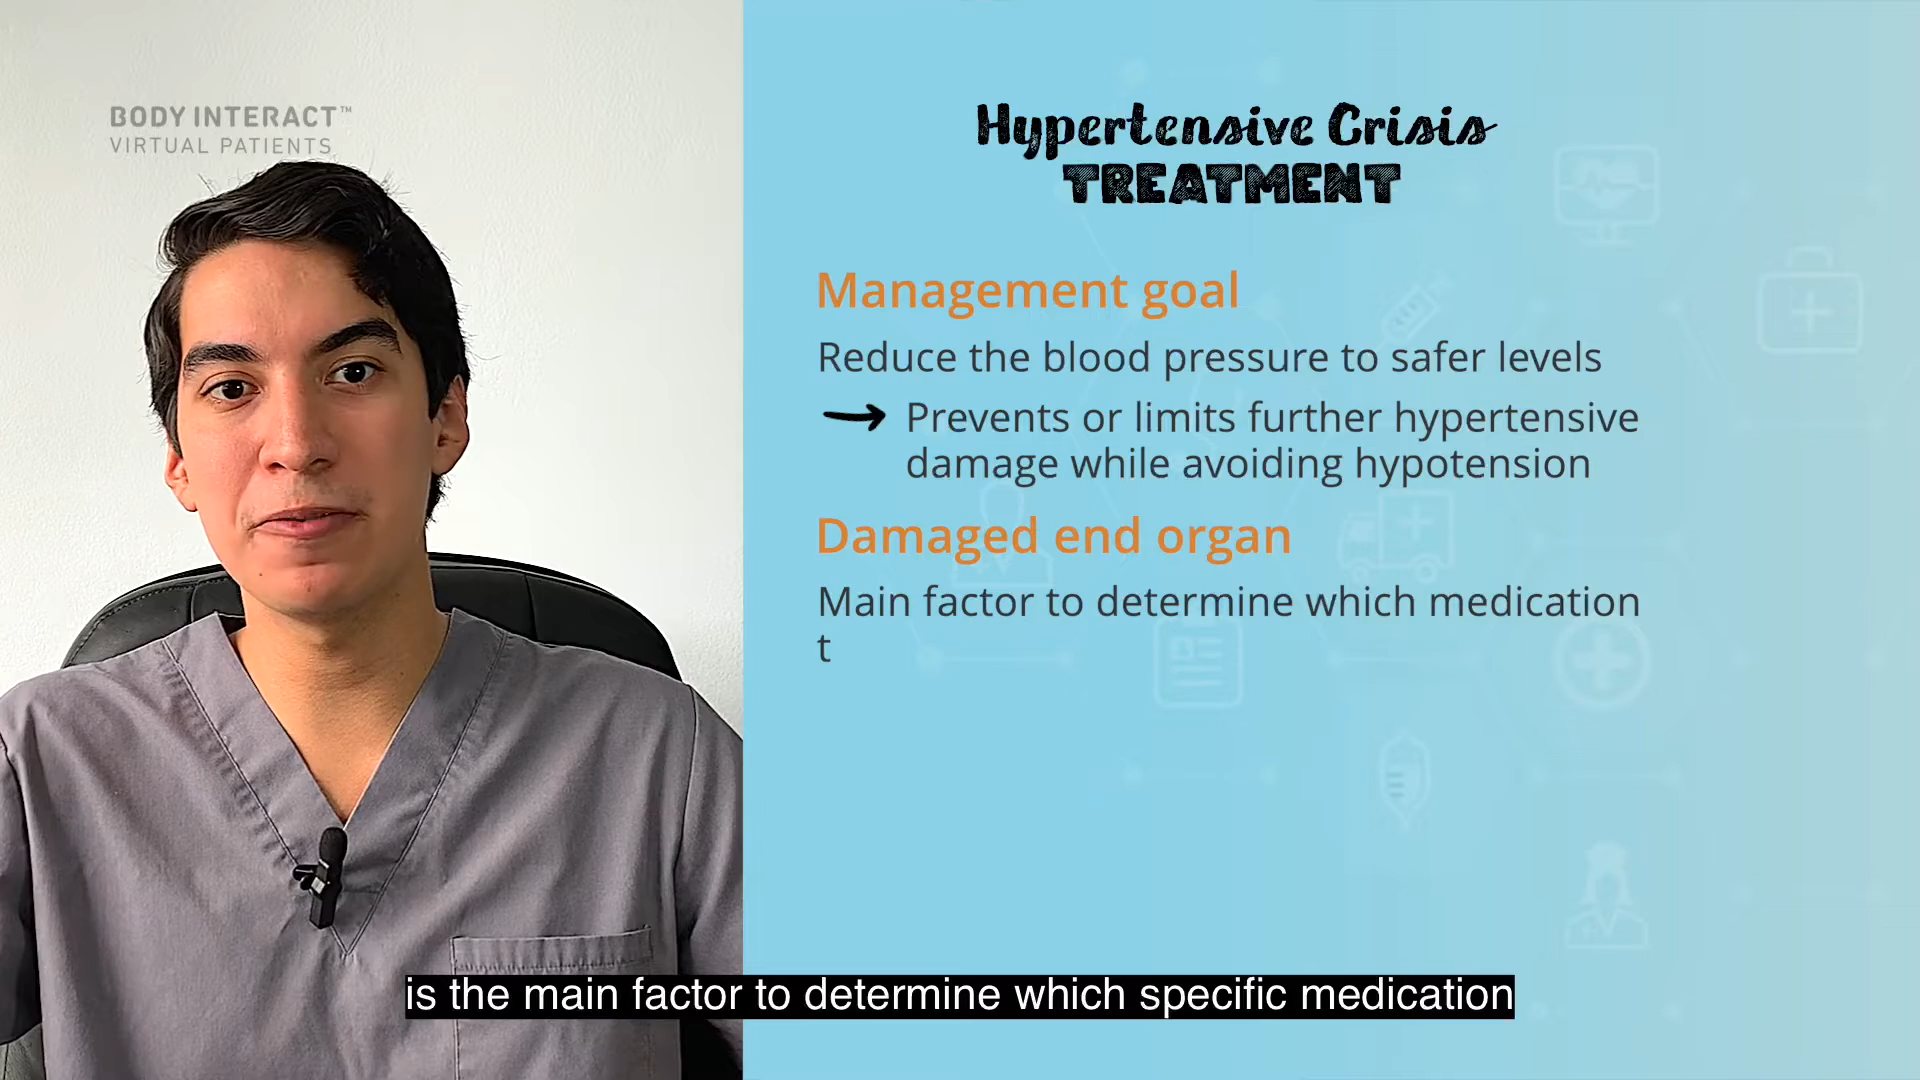 BODY INTERACT™
VIRTUAL PATIENTS
Hypertensive Crisis
TREATMENT
Management goal
Reduce the blood pressure to safer levels
→ Prevents or limits further hypertensive
damage while avoiding hypotension
Damaged end organ
Main factor to determine which medication
t
is the main factor to determine which specific medication